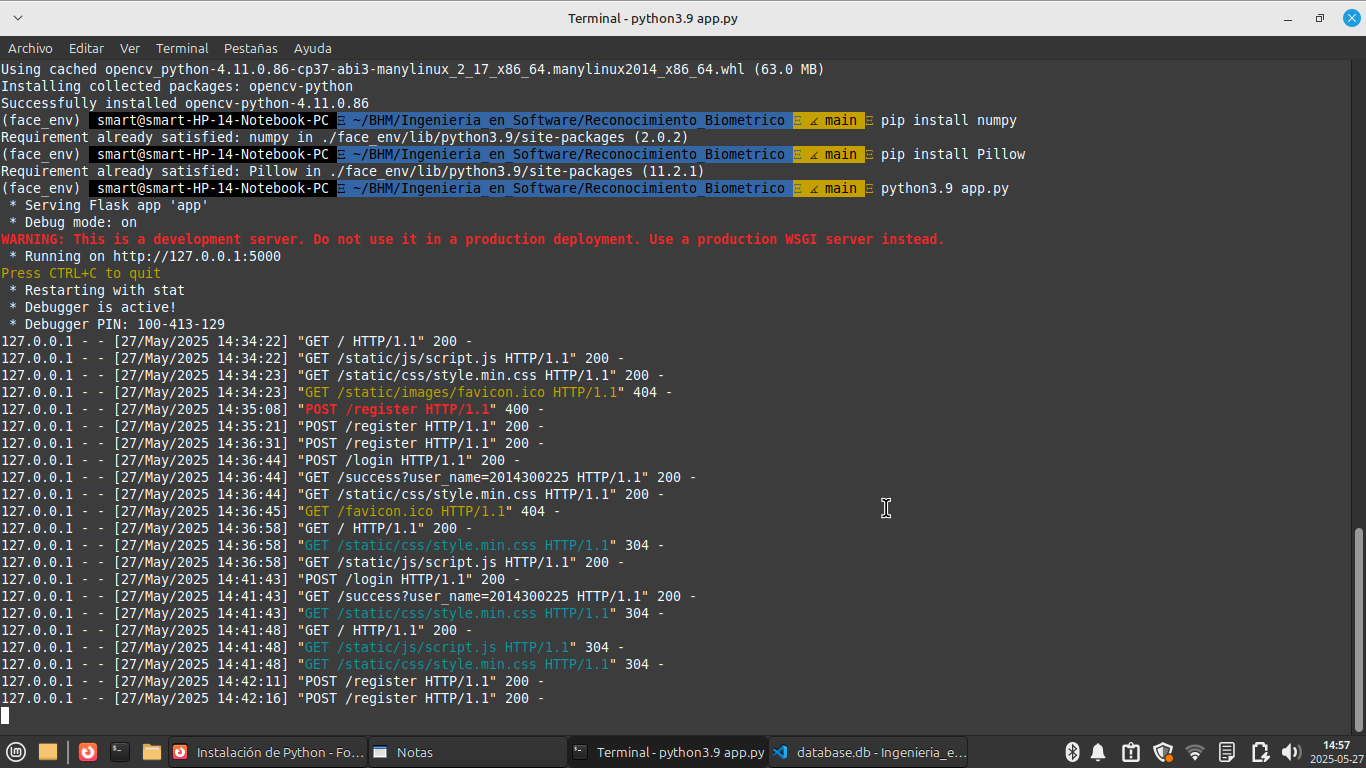 Terminal - python3.9 app.py
Archivo Editar Ver Terminal Pestañas Ayuda
Using cached opencv_python-4.11.0.86-cp37-abi3-manylinux_2_17_x86_64.manylinux2014_x86_64.whl (63.0 MB)
Installing collected packages: opencv-python
Successfully installed opencv-python-4.11.0.86
(face_env) smart@smart-HP-14-Notebook-PC ~/BHM/Ingenieria_en_Software/Reconocimiento_Biometrico main pip install numpy
Requirement already satisfied: numpy in ./face_env/lib/python3.9/site-packages (2.0.2)
(face_env) smart@smart-HP-14-Notebook-PC ~/BHM/Ingenieria_en_Software/Reconocimiento_Biometrico main pip install Pillow
Requirement already satisfied: Pillow in ./face_env/lib/python3.9/site-packages (11.2.1)
(face_env) smart@smart-HP-14-Notebook-PC ~/BHM/Ingenieria_en_Software/Reconocimiento_Biometrico main python3.9 app.py
 * Serving Flask app 'app'
 * Debug mode: on
WARNING: This is a development server. Do not use it in a production deployment. Use a production WSGI server instead.
 * Running on http://127.0.0.1:5000
Press CTRL+C to quit
 * Restarting with stat
 * Debugger is active!
 * Debugger PIN: 100-413-129
127.0.0.1 - - [27/May/2025 14:34:22] "GET / HTTP/1.1" 200 -
127.0.0.1 - - [27/May/2025 14:34:22] "GET /static/js/script.js HTTP/1.1" 200 -
127.0.0.1 - - [27/May/2025 14:34:23] "GET /static/css/style.min.css HTTP/1.1" 200 -
127.0.0.1 - - [27/May/2025 14:34:23] "GET /static/images/favicon.ico HTTP/1.1" 404 -
127.0.0.1 - - [27/May/2025 14:35:08] "POST /register HTTP/1.1" 400 -
127.0.0.1 - - [27/May/2025 14:35:21] "POST /register HTTP/1.1" 200 -
127.0.0.1 - - [27/May/2025 14:36:31] "POST /register HTTP/1.1" 200 -
127.0.0.1 - - [27/May/2025 14:36:44] "POST /login HTTP/1.1" 200 -
127.0.0.1 - - [27/May/2025 14:36:44] "GET /success?user_name=2014300225 HTTP/1.1" 200 -
127.0.0.1 - - [27/May/2025 14:36:44] "GET /static/css/style.min.css HTTP/1.1" 200 -
127.0.0.1 - - [27/May/2025 14:36:45] "GET /favicon.ico HTTP/1.1" 404 -
127.0.0.1 - - [27/May/2025 14:36:58] "GET / HTTP/1.1" 200 -
127.0.0.1 - - [27/May/2025 14:36:58] "GET /static/css/style.min.css HTTP/1.1" 304 -
127.0.0.1 - - [27/May/2025 14:36:58] "GET /static/js/script.js HTTP/1.1" 200 -
127.0.0.1 - - [27/May/2025 14:41:43] "POST /login HTTP/1.1" 200 -
127.0.0.1 - - [27/May/2025 14:41:43] "GET /success?user_name=2014300225 HTTP/1.1" 200 -
127.0.0.1 - - [27/May/2025 14:41:43] "GET /static/css/style.min.css HTTP/1.1" 304 -
127.0.0.1 - - [27/May/2025 14:41:48] "GET / HTTP/1.1" 200 -
127.0.0.1 - - [27/May/2025 14:41:48] "GET /static/js/script.js HTTP/1.1" 304 -
127.0.0.1 - - [27/May/2025 14:41:48] "GET /static/css/style.min.css HTTP/1.1" 304 -
127.0.0.1 - - [27/May/2025 14:42:11] "POST /register HTTP/1.1" 200 -
127.0.0.1 - - [27/May/2025 14:42:16] "POST /register HTTP/1.1" 200 -
Instalación de Python - Fo... Notas Terminal - python3.9 app.py database.db - Ingenieria_e... 14:57
2025-05-27